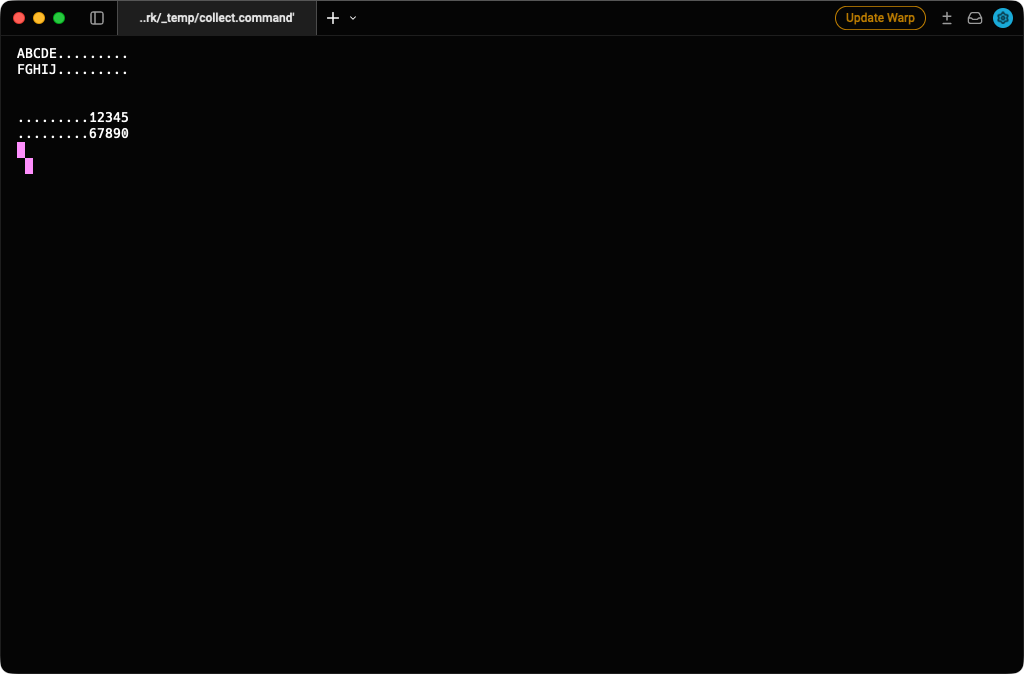 ..rk/_temp/collect.command'
Update Warp
ABCDE.........
FGHIJ.........
.........12345
.........67890